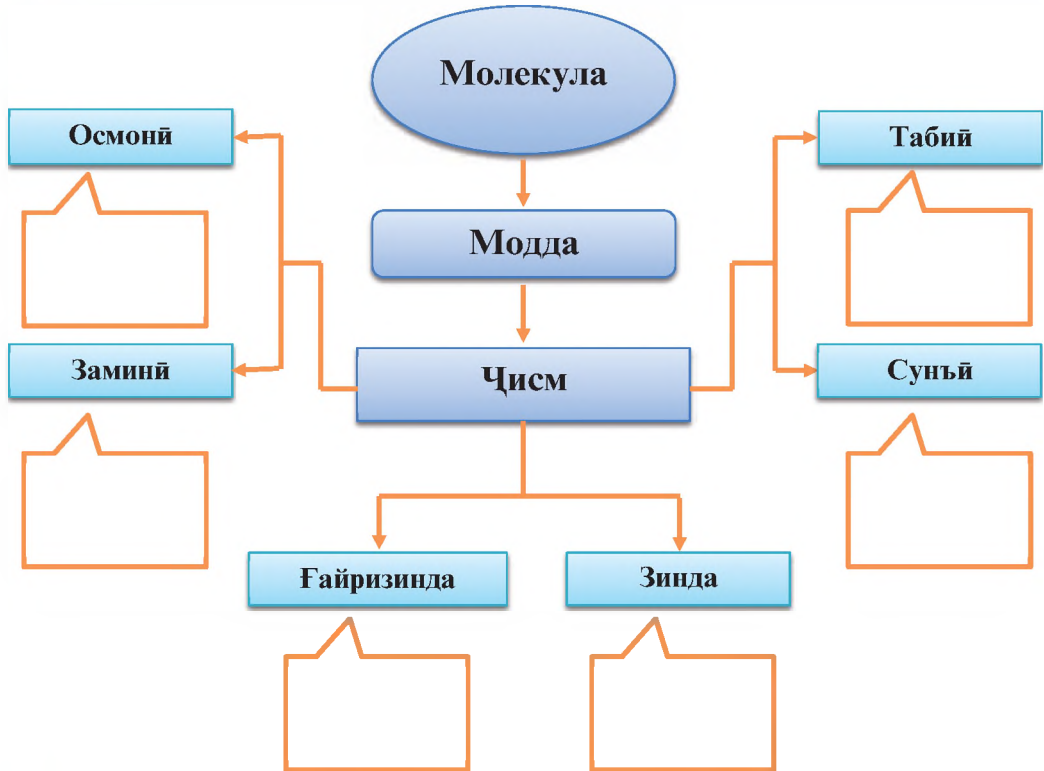 Молекула
Осмонӣ
Табиӣ
Модда
Заминӣ
Ҷисм
Сунъӣ
Ғайризинда
Зинда